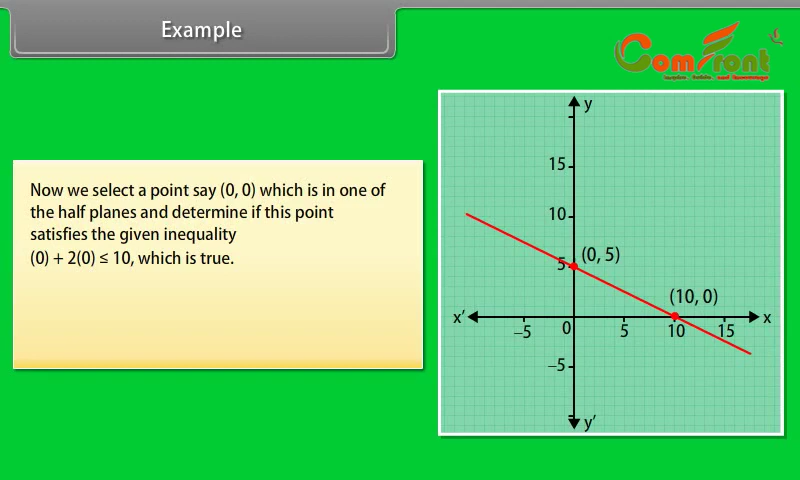 Example
ComFront
Now we select a point say (0, 0) which is in one of
the half planes and determine if this point
satisfies the given inequality
(0) + 2(0) ≤ 10, which is true.
y
15
10
5
(0, 5)
(10, 0)
x′
–5
0
5
10
15
x
–5
y′